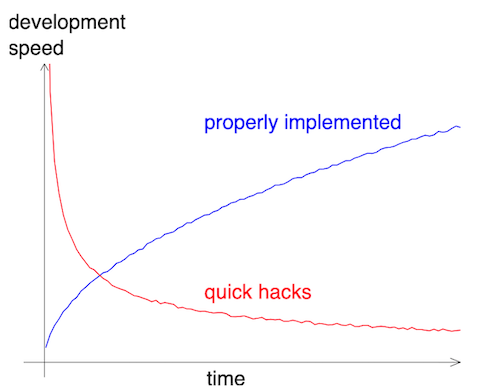 development
speed
properly implemented
quick hacks
time